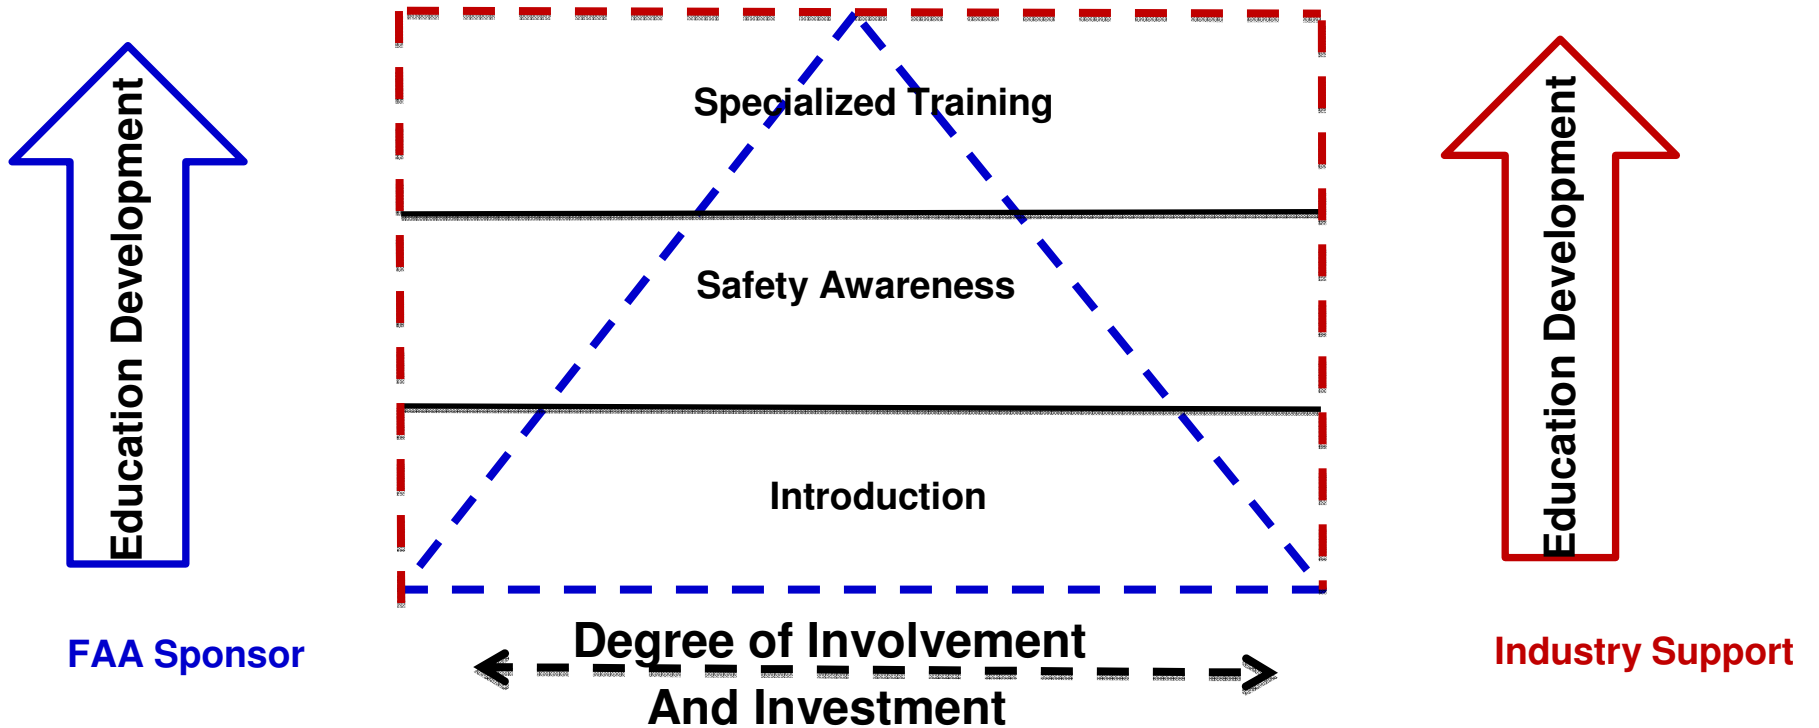 Education Development
Specialized Training
Safety Awareness
Introduction
Education Development
FAA Sponsor
Degree of Involvement
And Investment
Industry Support